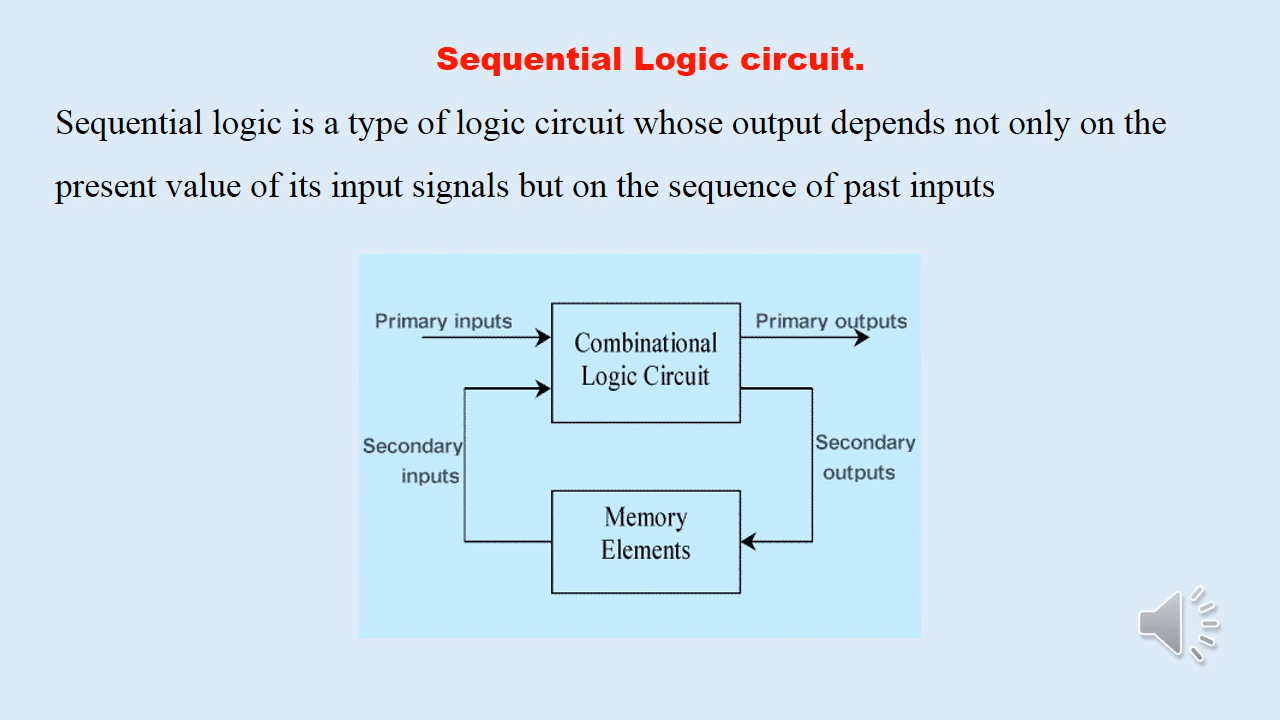 Sequential Logic circuit.
Sequential logic is a type of logic circuit whose output depends not only on the
present value of its input signals but on the sequence of past inputs
Primary inputs
Combinational
Logic Circuit
Primary outputs
Secondary
inputs
Secondary
outputs
Memory
Elements